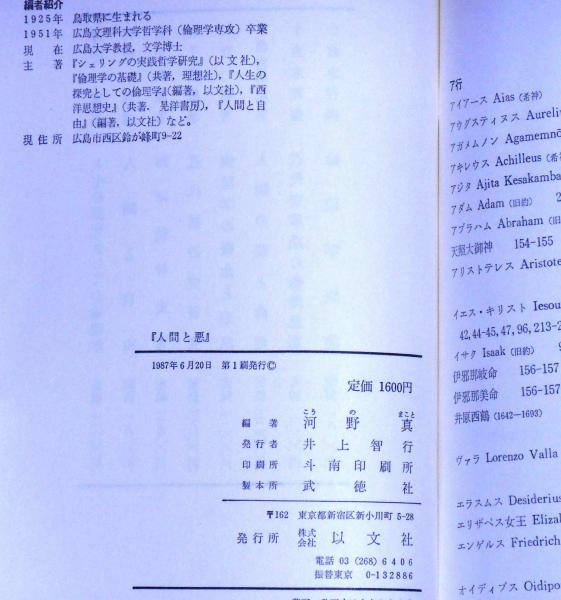 編者紹介
1925年 鳥取県に生まれる
1951年 広島文理科大学哲学科(倫理学専攻)卒業
現在 広島大学教授,文学博士
主著 『シェリングの実践哲学研究』(以文社),
『倫理学の基礎』(共著,理想社),『人生の
探究としての倫理学』(編著,以文社),『西
洋思想史』(共著.晃洋書房),『人間と自
由』(編著,以文社)など。
現住所 広島市西区鈴が峰町9-22
『人間と悪』
1987年6月20日 第1刷発行©
定価 1600円
こうの まこと
編著 河野真
発行者 井上智行
印刷所 斗南印刷所
製本所 武徳社
〒162 東京都新宿区新小川町5-28
発行所 株式会社 以文社
電話 03 (268) 6406
振替東京 0-132886
ア行
アイアース Aias (希神)
アウグスティヌス Aureli
アガメムノン Agamemnō
アキレウス Achilleus (希神
アジタ Ajita Kesakamba
アダム Adam (旧約) 2
アブラハム Abraham (旧
天照大御神 154-155
アリストテレス Aristote
イエス・キリスト Iesou
42,44-45,47,96,213-2
イサク Isaak (旧約) 9
伊邪那岐命 156-157
伊邪那美命 156-157
井原西鶴 (1642-1693)
ヴァラ Lorenzo Valla
エラスムス Desiderius
エリザベス女王 Elizab
エンゲルス Friedrich
オイディプス Oidipo